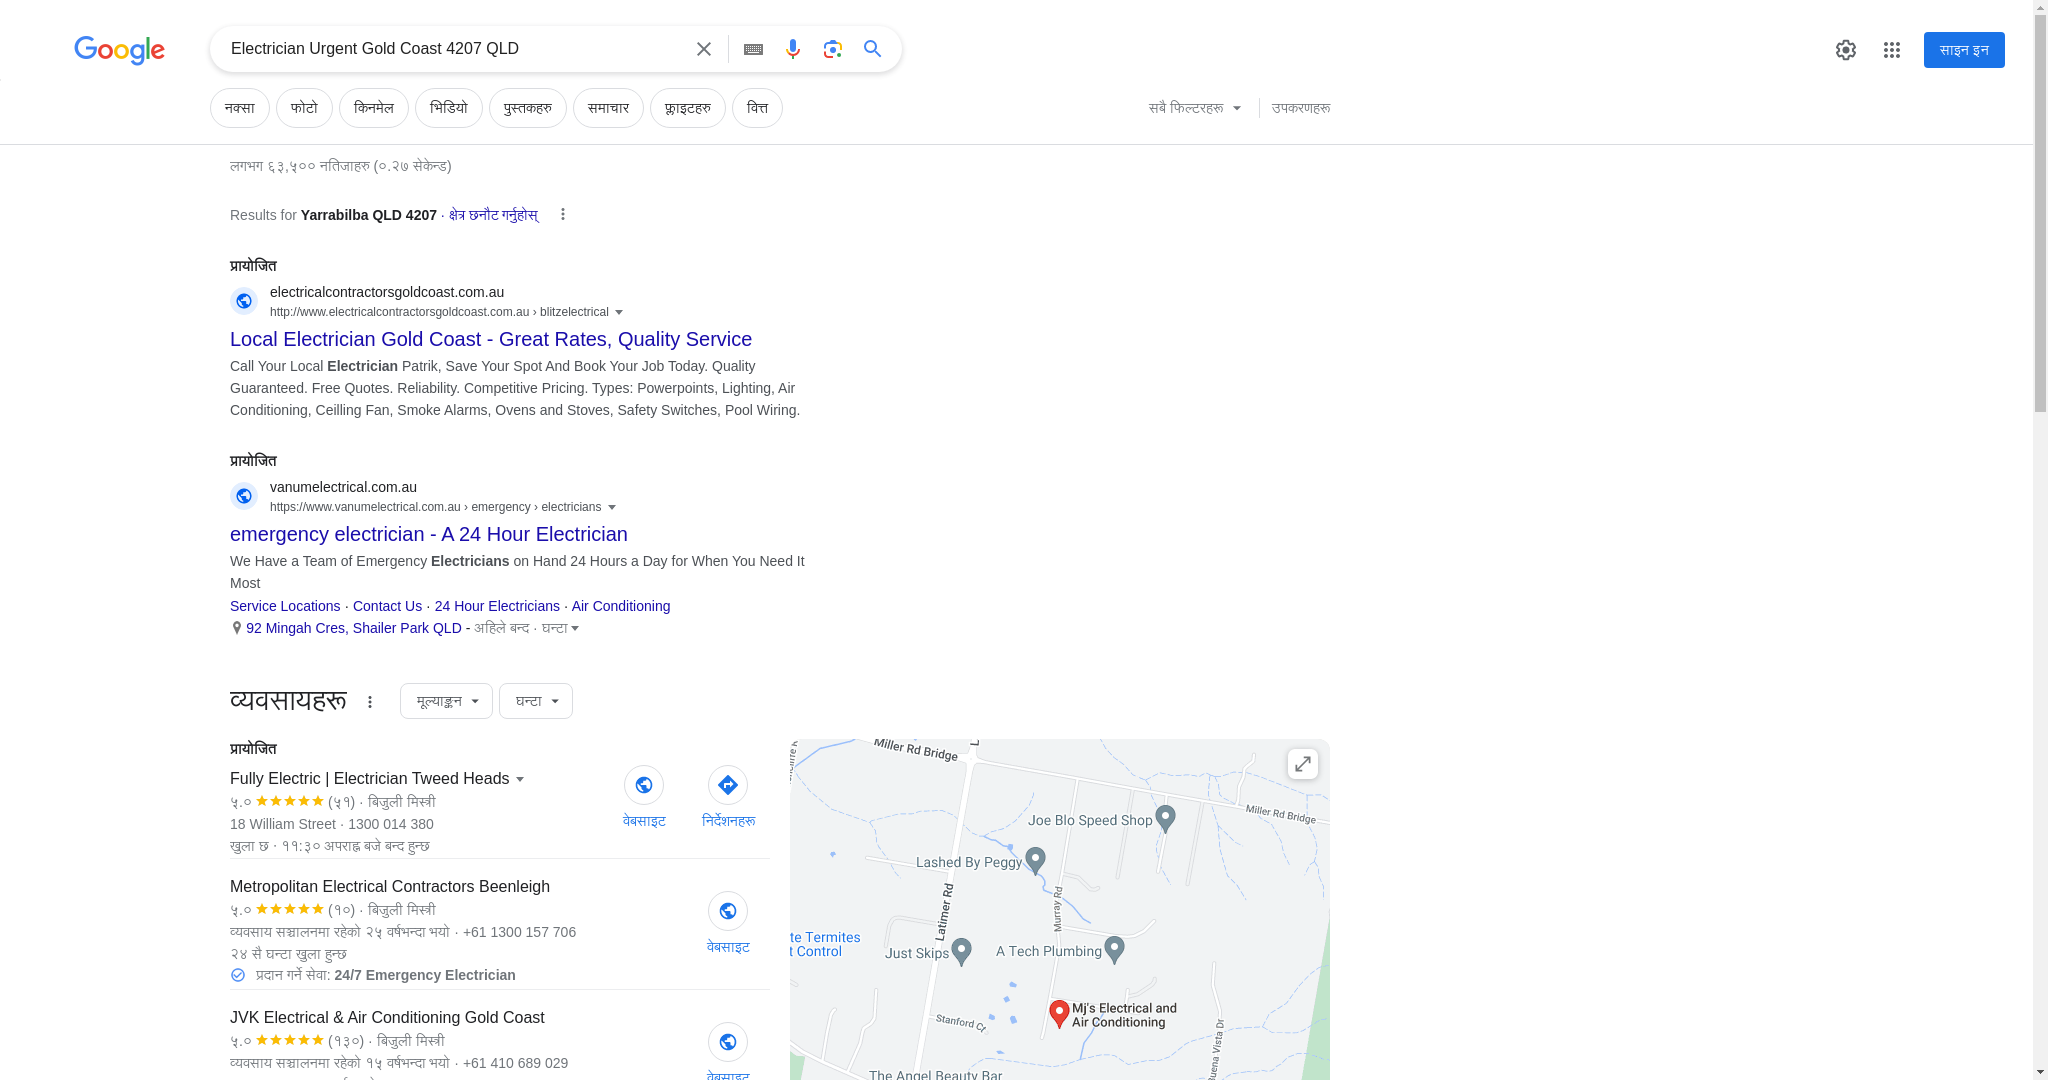 Google
Electrician Urgent Gold Coast 4207 QLD
साइन इन
नक्सा
फोटो
किनमेल
भिडियो
पुस्तकहरु
समाचार
फ्लाइटहरु
वित्त
सबै फिल्टरहरू
उपकरणहरू
लगभग ६३,५०० नतिजाहरु (०.२७ सेकेन्ड)
Results for Yarrabilba QLD 4207 · क्षेत्र छनौट गर्नुहोस्
प्रायोजित
electricalcontractorsgoldcoast.com.au
http://www.electricalcontractorsgoldcoast.com.au › blitzelectrical
Local Electrician Gold Coast - Great Rates, Quality Service
Call Your Local Electrician Patrik, Save Your Spot And Book Your Job Today. Quality
Guaranteed. Free Quotes. Reliability. Competitive Pricing. Types: Powerpoints, Lighting, Air
Conditioning, Ceilling Fan, Smoke Alarms, Ovens and Stoves, Safety Switches, Pool Wiring.
प्रायोजित
vanumelectrical.com.au
https://www.vanumelectrical.com.au › emergency › electricians
emergency electrician - A 24 Hour Electrician
We Have a Team of Emergency Electricians on Hand 24 Hours a Day for When You Need It
Most
Service Locations · Contact Us · 24 Hour Electricians · Air Conditioning
92 Mingah Cres, Shailer Park QLD - अहिले बन्द · घन्टा
व्यवसायहरू
मूल्याङ्कन
घन्टा
प्रायोजित
Fully Electric | Electrician Tweed Heads
५.० (५१) · बिजुली मिस्त्री
18 William Street · 1300 014 380
खुला छ · ११:३० अपराह्न बजे बन्द हुन्छ
वेबसाइट
निर्देशनहरू
Metropolitan Electrical Contractors Beenleigh
५.० (१०) · बिजुली मिस्त्री
व्यवसाय सञ्चालनमा रहेको २५ वर्षभन्दा भयो · +61 1300 157 706
२४ सै घन्टा खुला हुन्छ
प्रदान गर्ने सेवा: 24/7 Emergency Electrician
वेबसाइट
JVK Electrical & Air Conditioning Gold Coast
५.० (१३०) · बिजुली मिस्त्री
व्यवसाय सञ्चालनमा रहेको १५ वर्षभन्दा भयो · +61 410 689 029
वेबसाइट
Miller Rd Bridge
Miller Rd Bridge
Joe Blo Speed Shop
Lashed By Peggy
Latimer Rd
Murray Rd
te Termites
t Control
Just Skips
A Tech Plumbing
Mj's Electrical and
Air Conditioning
Stanford Ct
Buena Vista Dr
The Angel Beauty Bar